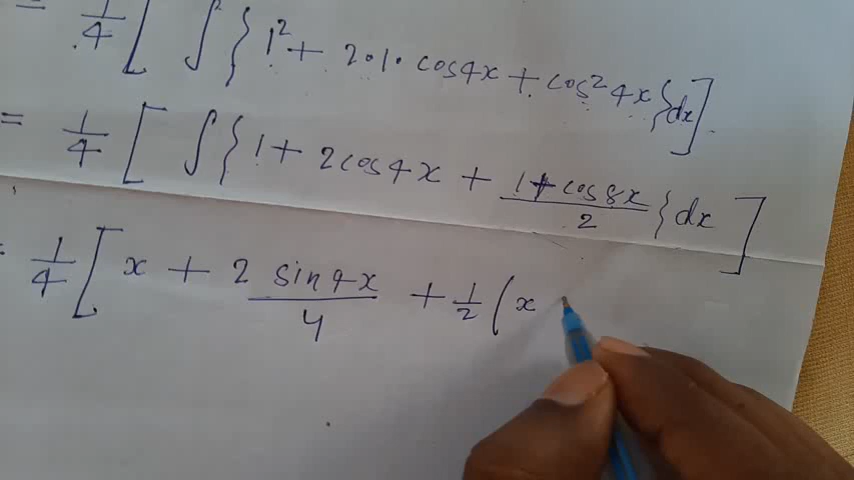 = 1/4 [ ∫ { 1² + 2·1·cos4x + cos²4x } dx ]
= 1/4 [ ∫ { 1 + 2cos4x + (1+cos8x)/2 } dx ]
= 1/4 [ x + 2 sin4x/4 + 1/2 ( x